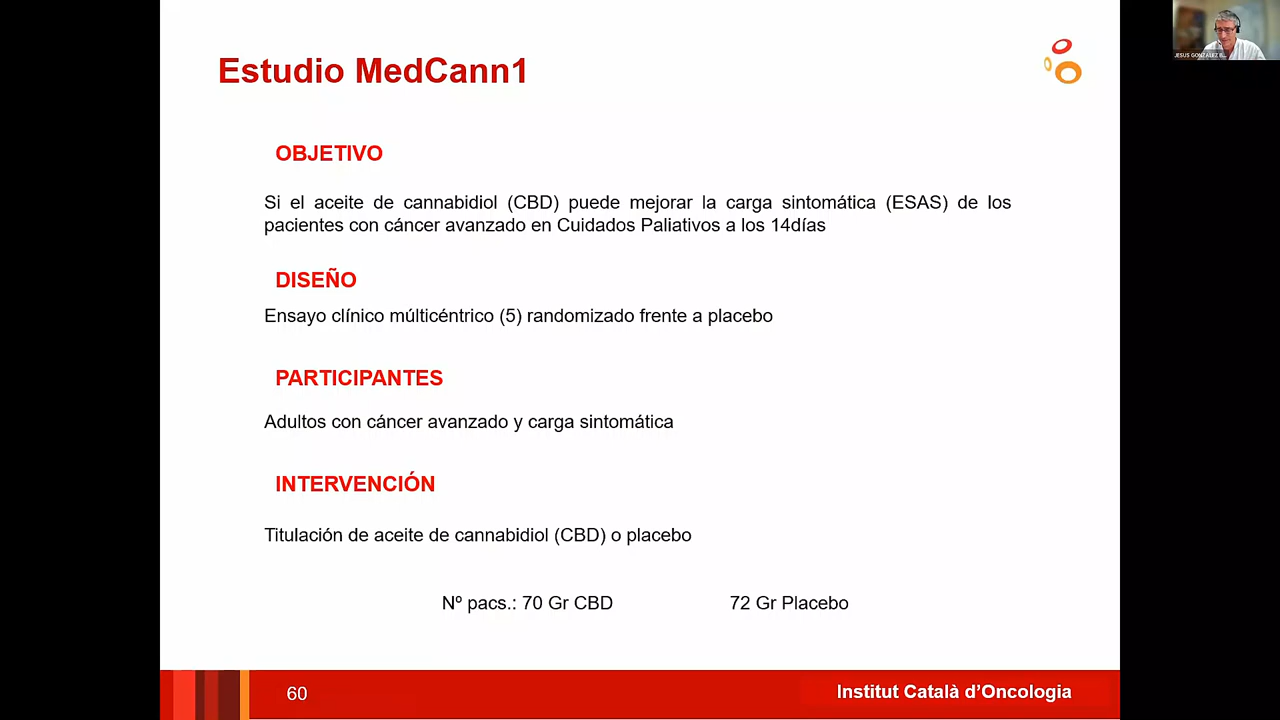 JESUS GONZALEZ B...
Estudio MedCann1
OBJETIVO
Si el aceite de cannabidiol (CBD) puede mejorar la carga sintomática (ESAS) de los
pacientes con cáncer avanzado en Cuidados Paliativos a los 14días
DISEÑO
Ensayo clínico múlticéntrico (5) randomizado frente a placebo
PARTICIPANTES
Adultos con cáncer avanzado y carga sintomática
INTERVENCIÓN
Titulación de aceite de cannabidiol (CBD) o placebo
Nº pacs.: 70 Gr CBD 72 Gr Placebo
60 Institut Català d'Oncologia